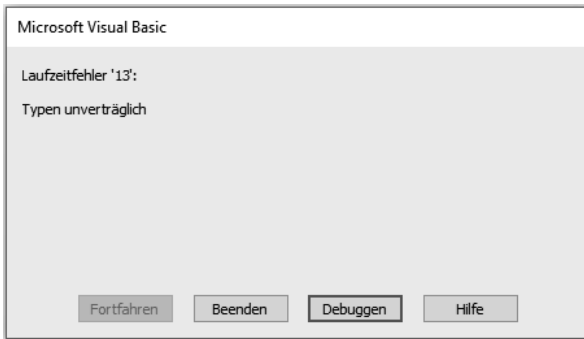 Microsoft Visual Basic
Laufzeitfehler '13':
Typen unverträglich
Fortfahren Beenden Debuggen Hilfe